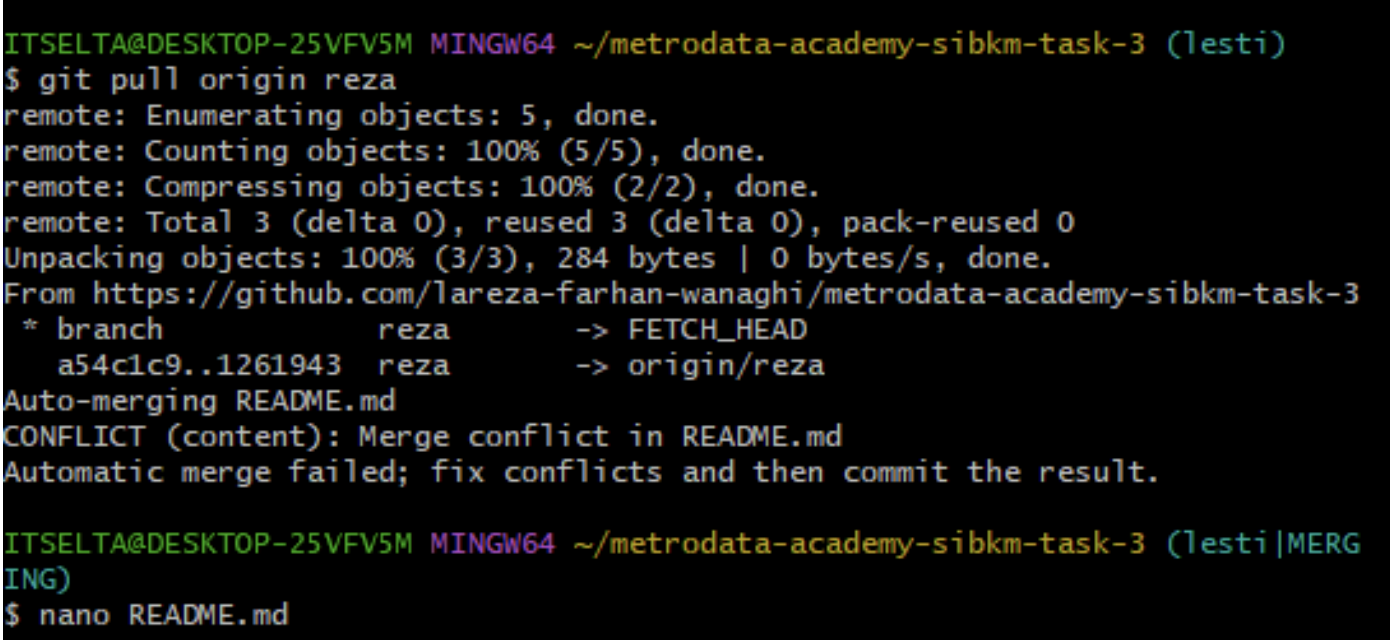 ITSELTA@DESKTOP-25VFV5M MINGW64 ~/metrodata-academy-sibkm-task-3 (lesti)
$ git pull origin reza
remote: Enumerating objects: 5, done.
remote: Counting objects: 100% (5/5), done.
remote: Compressing objects: 100% (2/2), done.
remote: Total 3 (delta 0), reused 3 (delta 0), pack-reused 0
Unpacking objects: 100% (3/3), 284 bytes | 0 bytes/s, done.
From https://github.com/lareza-farhan-wanaghi/metrodata-academy-sibkm-task-3
 * branch            reza       -> FETCH_HEAD
   a54c1c9..1261943  reza       -> origin/reza
Auto-merging README.md
CONFLICT (content): Merge conflict in README.md
Automatic merge failed; fix conflicts and then commit the result.
ITSELTA@DESKTOP-25VFV5M MINGW64 ~/metrodata-academy-sibkm-task-3 (lesti|MERG
ING)
$ nano README.md